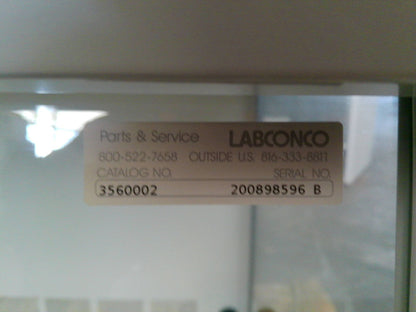 Parts & Service LABCONCO
800-522-7658 OUTSIDE U.S. 816-333-8811
CATALOG NO. SERIAL NO.
3560002 200898596 B